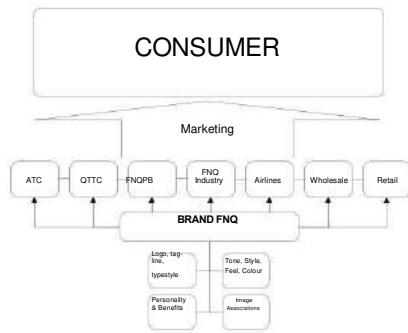 CONSUMER
Marketing
ATC
QTTC
FNQPB
FNQ
Industry
Airlines
Wholesale
Retail
BRAND FNQ
Logo, tag-
line,
typestyle
Tone, Style,
Feel, Colour
Personality
& Benefits
Image
Associations